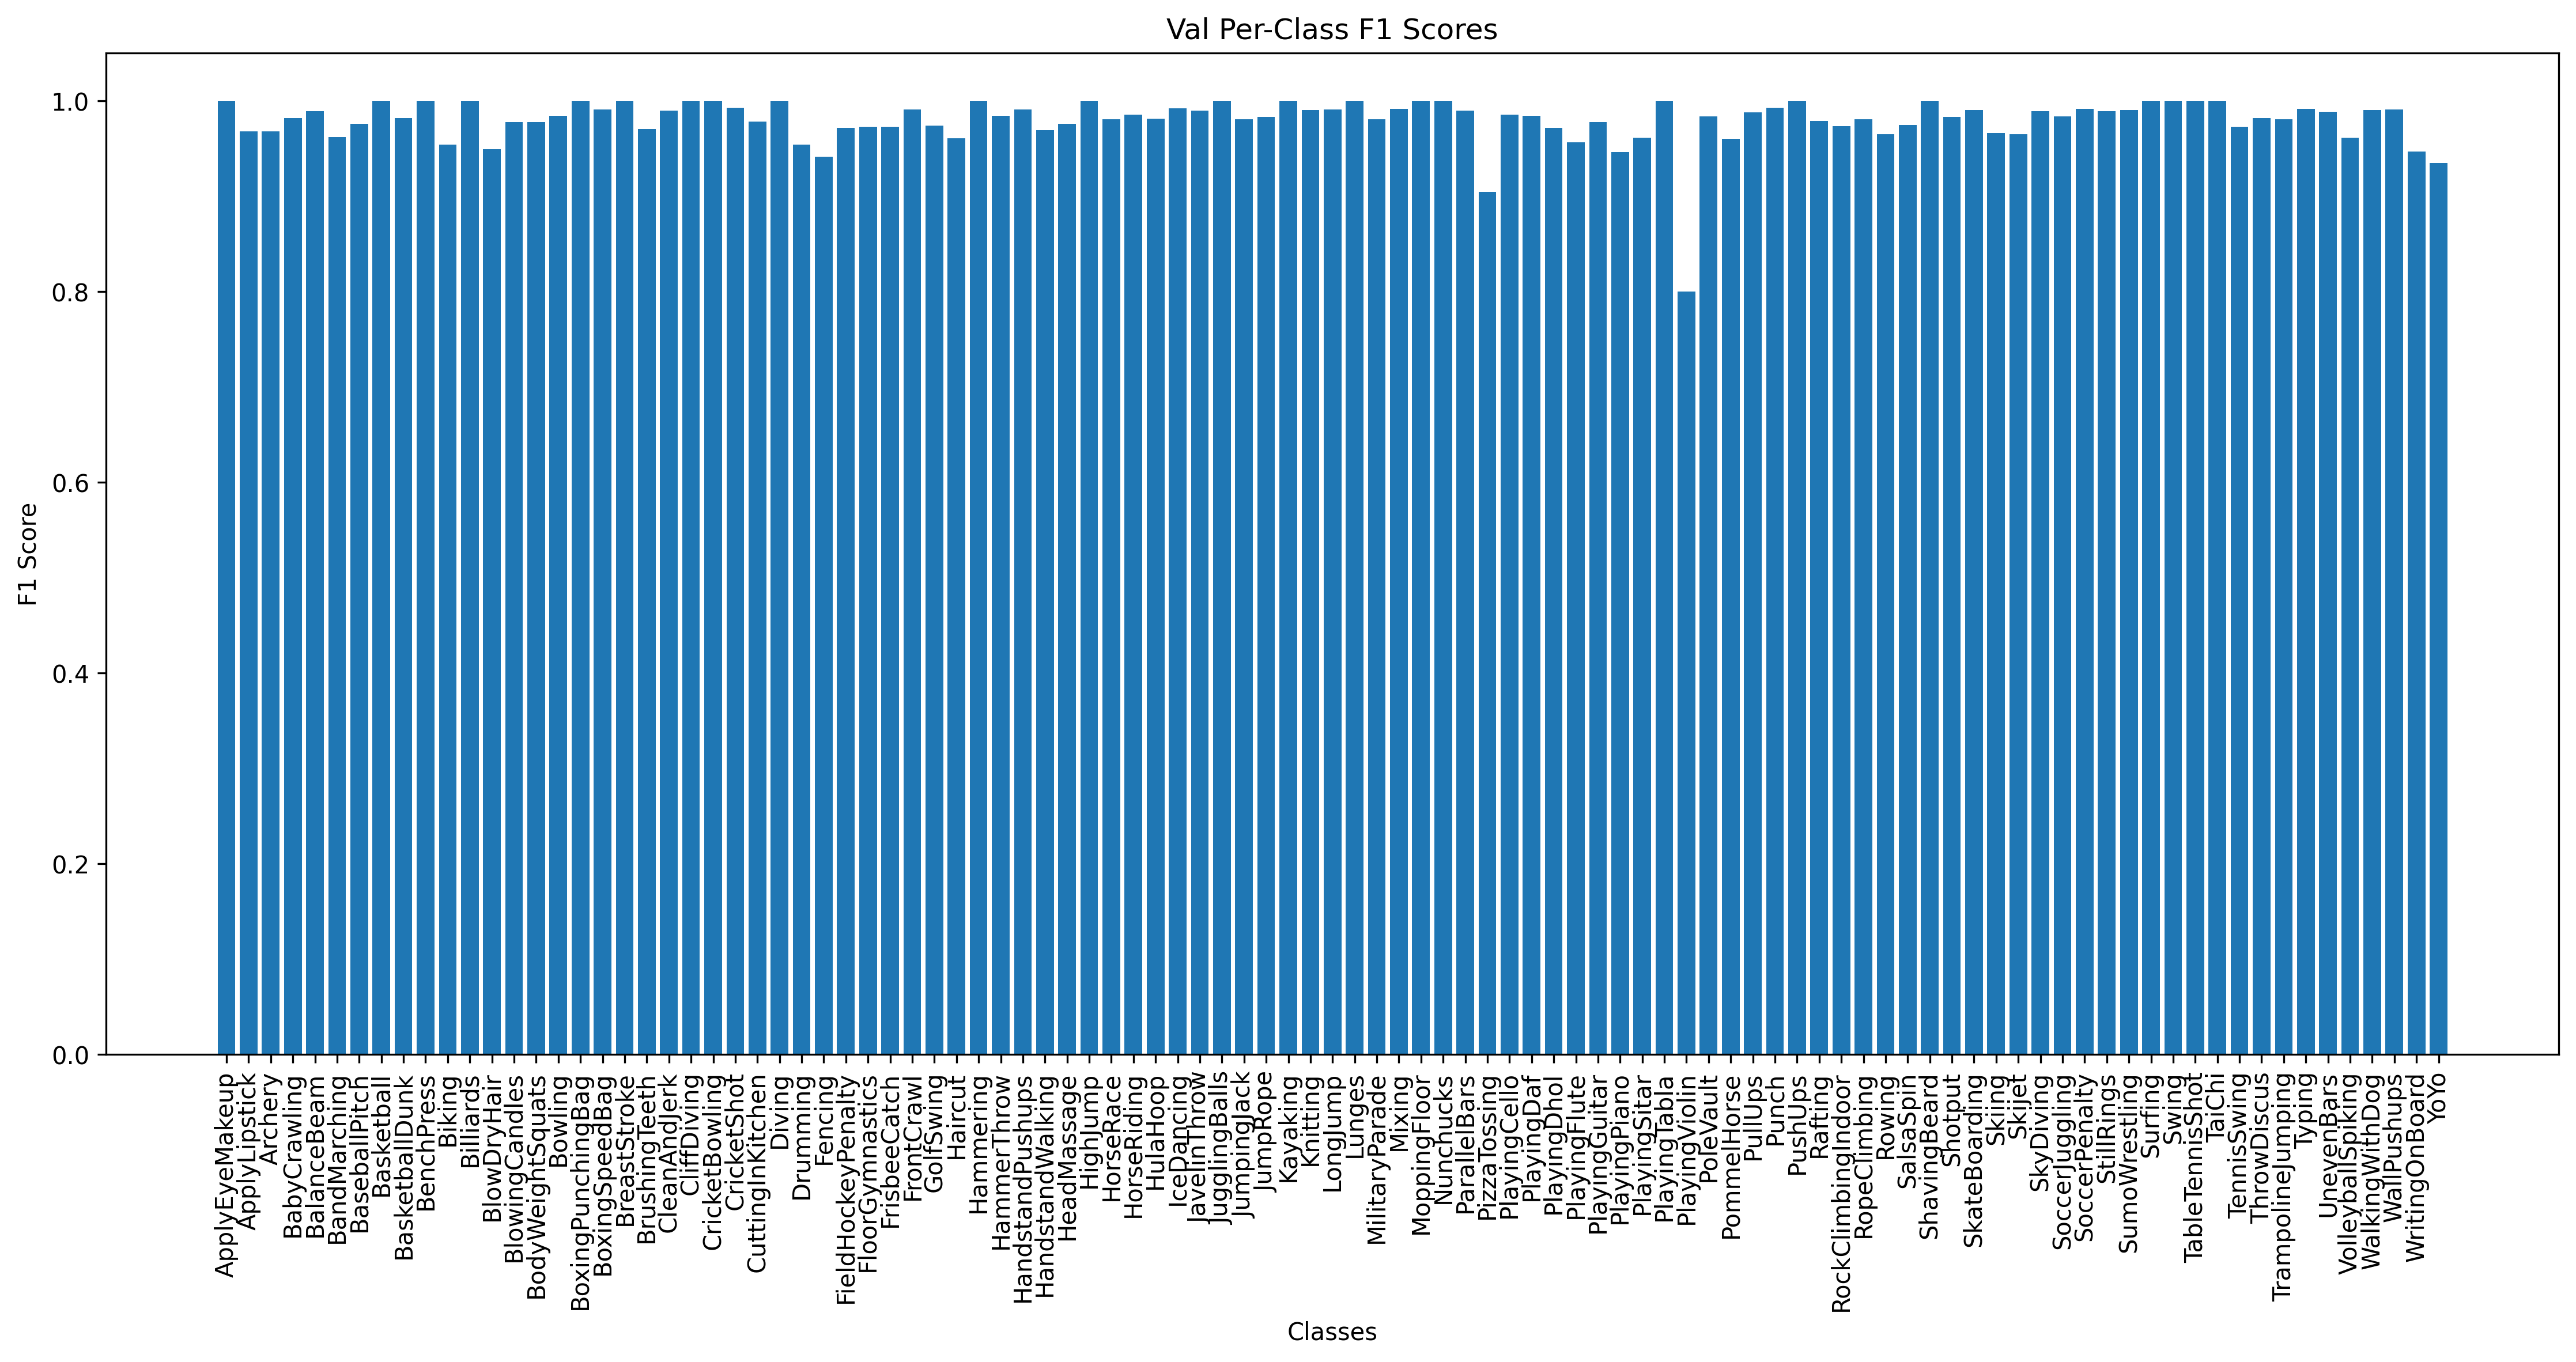 Val Per-Class F1 Scores
1.0
0.8
0.6
0.4
0.2
0.0
F1 Score
ApplyEyeMakeup
ApplyLipstick
Archery
BabyCrawling
BalanceBeam
BandMarching
BaseballPitch
Basketball
BasketballDunk
BenchPress
Biking
Billiards
BlowDryHair
BlowingCandles
BodyWeightSquats
Bowling
BoxingPunchingBag
BoxingSpeedBag
BreastStroke
BrushingTeeth
CleanAndJerk
CliffDiving
CricketBowling
CricketShot
CuttingInKitchen
Diving
Drumming
Fencing
FieldHockeyPenalty
FloorGymnastics
FrisbeeCatch
FrontCrawl
GolfSwing
Haircut
Hammering
HammerThrow
HandstandPushups
HandstandWalking
HeadMassage
HighJump
HorseRace
HorseRiding
HulaHoop
IceDancing
JavelinThrow
JugglingBalls
JumpingJack
JumpRope
Kayaking
Knitting
LongJump
Lunges
MilitaryParade
Mixing
MoppingFloor
Nunchucks
ParallelBars
PizzaTossing
PlayingCello
PlayingDaf
PlayingDhol
PlayingFlute
PlayingGuitar
PlayingPiano
PlayingSitar
PlayingTabla
PlayingViolin
PoleVault
PommelHorse
PullUps
Punch
PushUps
Rafting
RockClimbingIndoor
RopeClimbing
Rowing
SalsaSpin
ShavingBeard
Shotput
SkateBoarding
Skiing
Skijet
SkyDiving
SoccerJuggling
SoccerPenalty
StillRings
SumoWrestling
Surfing
Swing
TableTennisShot
TaiChi
TennisSwing
ThrowDiscus
TrampolineJumping
Typing
UnevenBars
VolleyballSpiking
WalkingWithDog
WallPushups
WritingOnBoard
YoYo
Classes